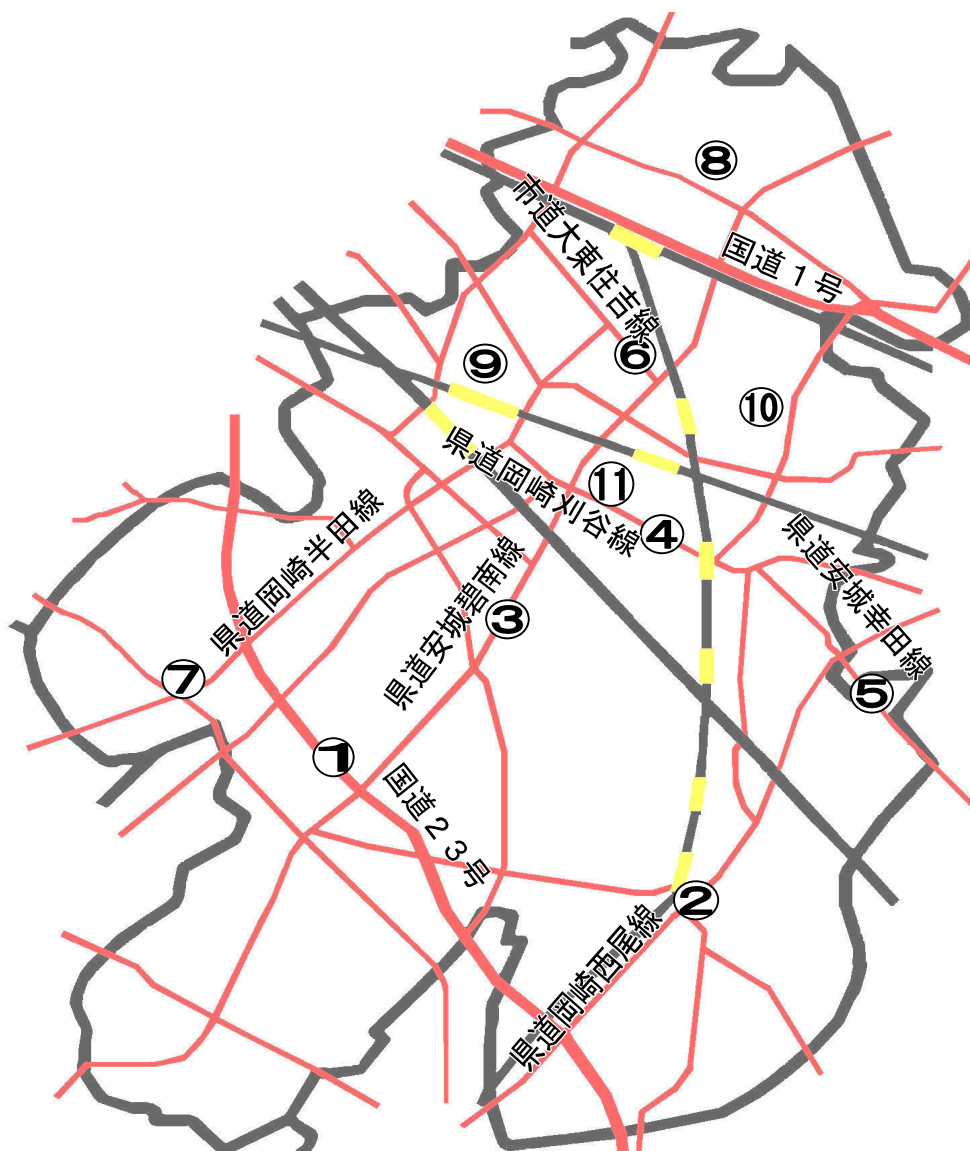 ⑧
市道大東住吉線
国道1号
⑥
⑨
⑩
県道岡崎刈谷線
⑪
④
県道岡崎半田線
県道安城碧南線
県道安城幸田線
③
⑦
⑤
①
国道23号
②
県道岡崎西尾線